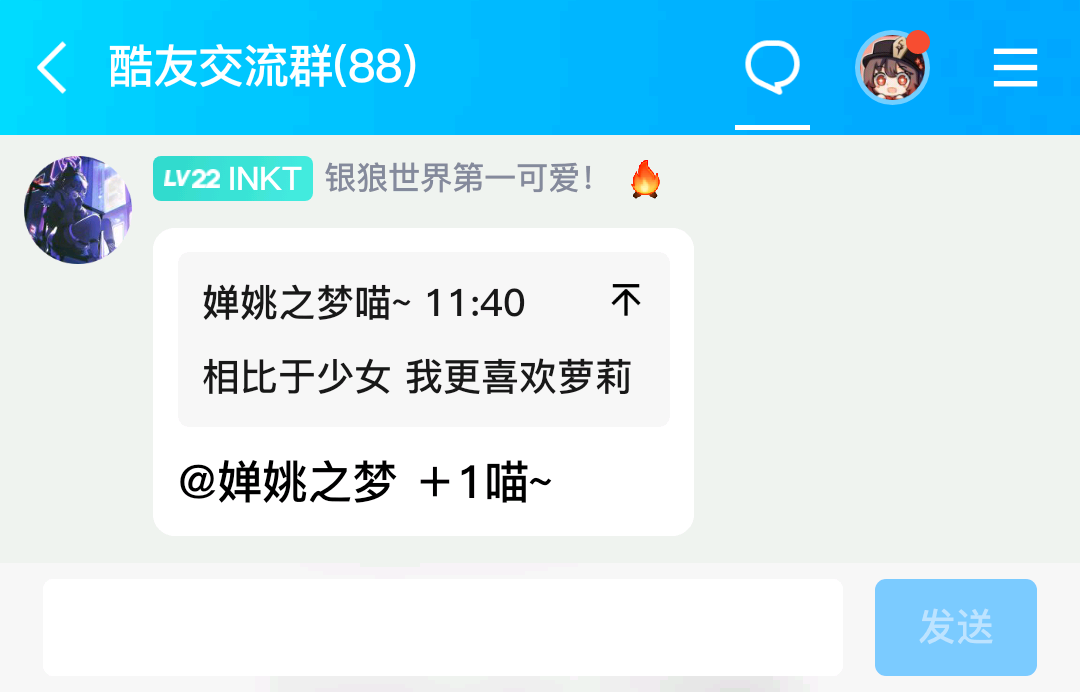 酷友交流群(88)
LV22 INKT 银狼世界第一可爱！
婵姚之梦喵~ 11:40
相比于少女 我更喜欢萝莉
@婵姚之梦 ＋1喵~
发送